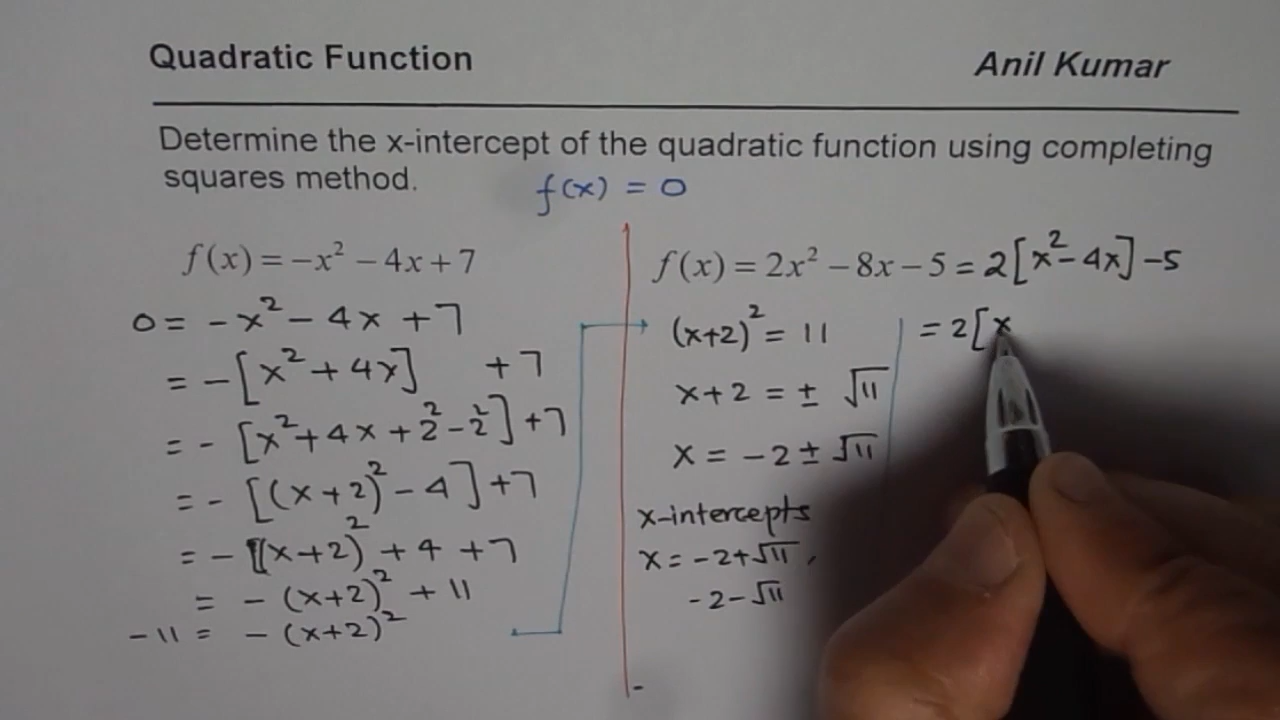 Quadratic Function Anil Kumar
Determine the x-intercept of the quadratic function using completing
squares method. f(x) = 0
f(x) = −x² − 4x + 7
0 = −x² − 4x + 7
= −[x² + 4x] + 7
= −[x² + 4x + 2² − 2²] + 7
= −[(x+2)² − 4] + 7
= −[(x+2)² + 4 + 7
= −(x+2)² + 11
−11 = −(x+2)²
f(x) = 2x² − 8x − 5 = 2[x² − 4x] − 5
(x+2)² = 11
x+2 = ± √11
x = −2 ± √11
x-intercepts
x = −2+√11,
−2−√11
= 2[x